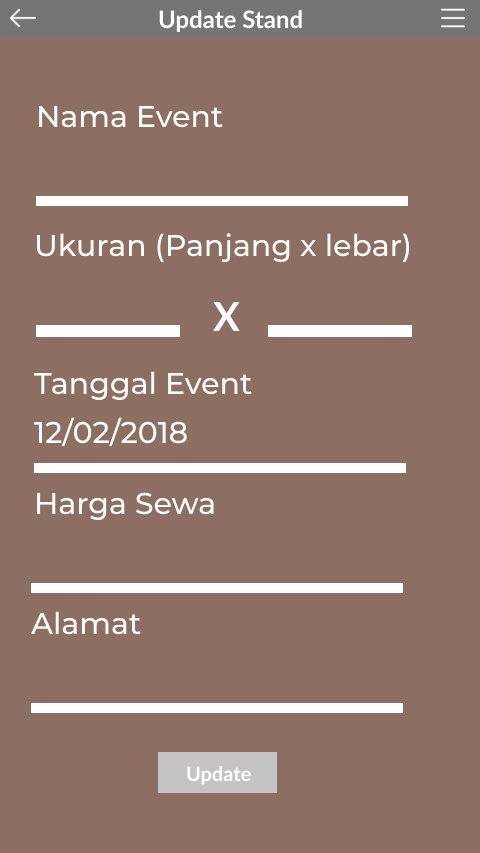 Update Stand
Nama Event
Ukuran (Panjang x lebar)
X
Tanggal Event
12/02/2018
Harga Sewa
Alamat
Update